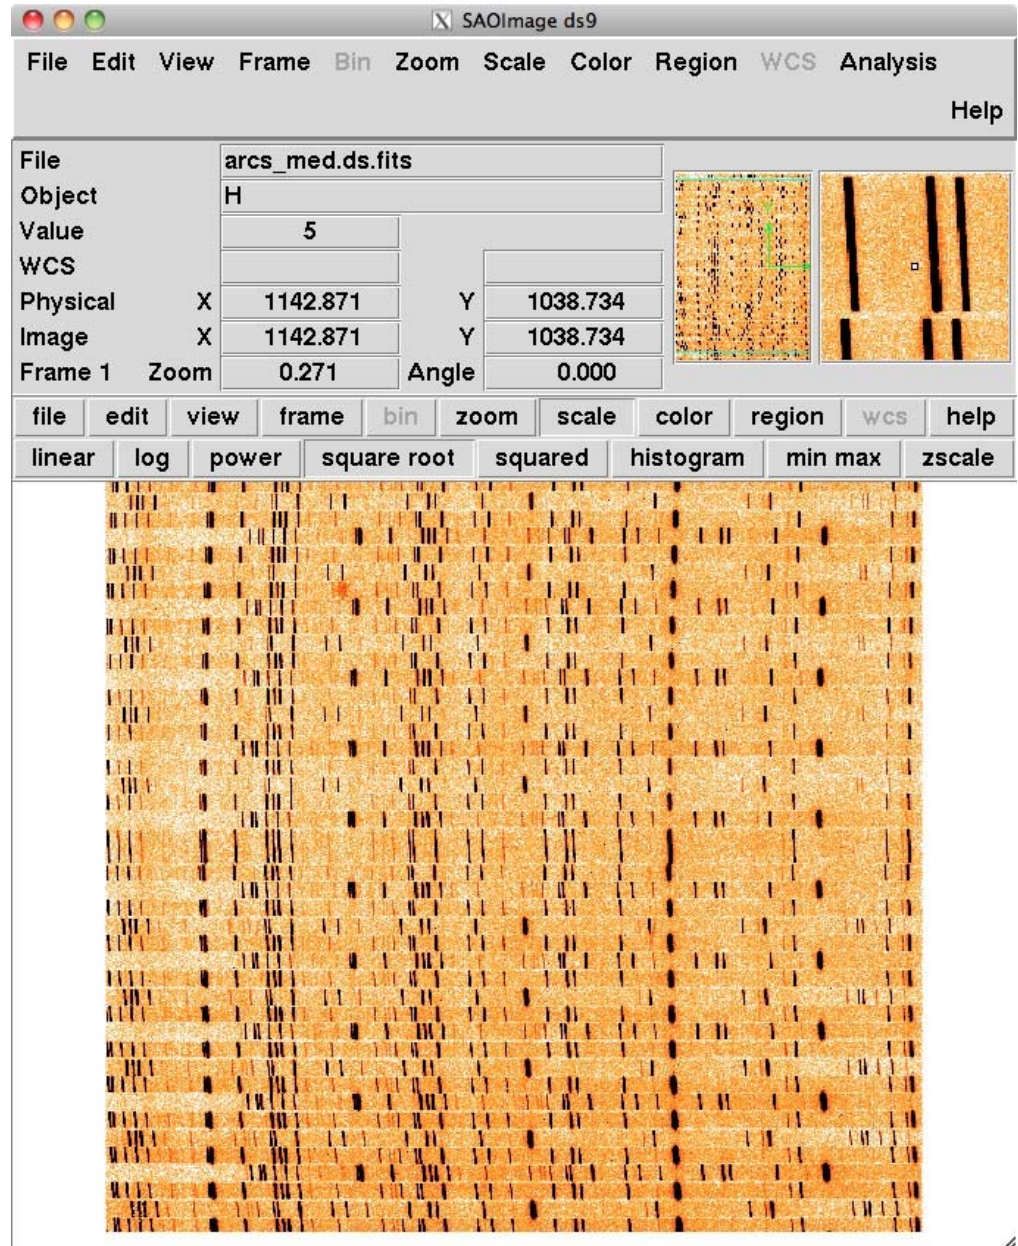 X SAOImage ds9
File Edit View Frame Bin Zoom Scale Color Region WCS Analysis
Help
File arcs_med.ds.fits
Object H
Value 5
WCS
Physical X 1142.871 Y 1038.734
Image X 1142.871 Y 1038.734
Frame 1 Zoom 0.271 Angle 0.000
file edit view frame bin zoom scale color region wcs help
linear log power square root squared histogram min max zscale